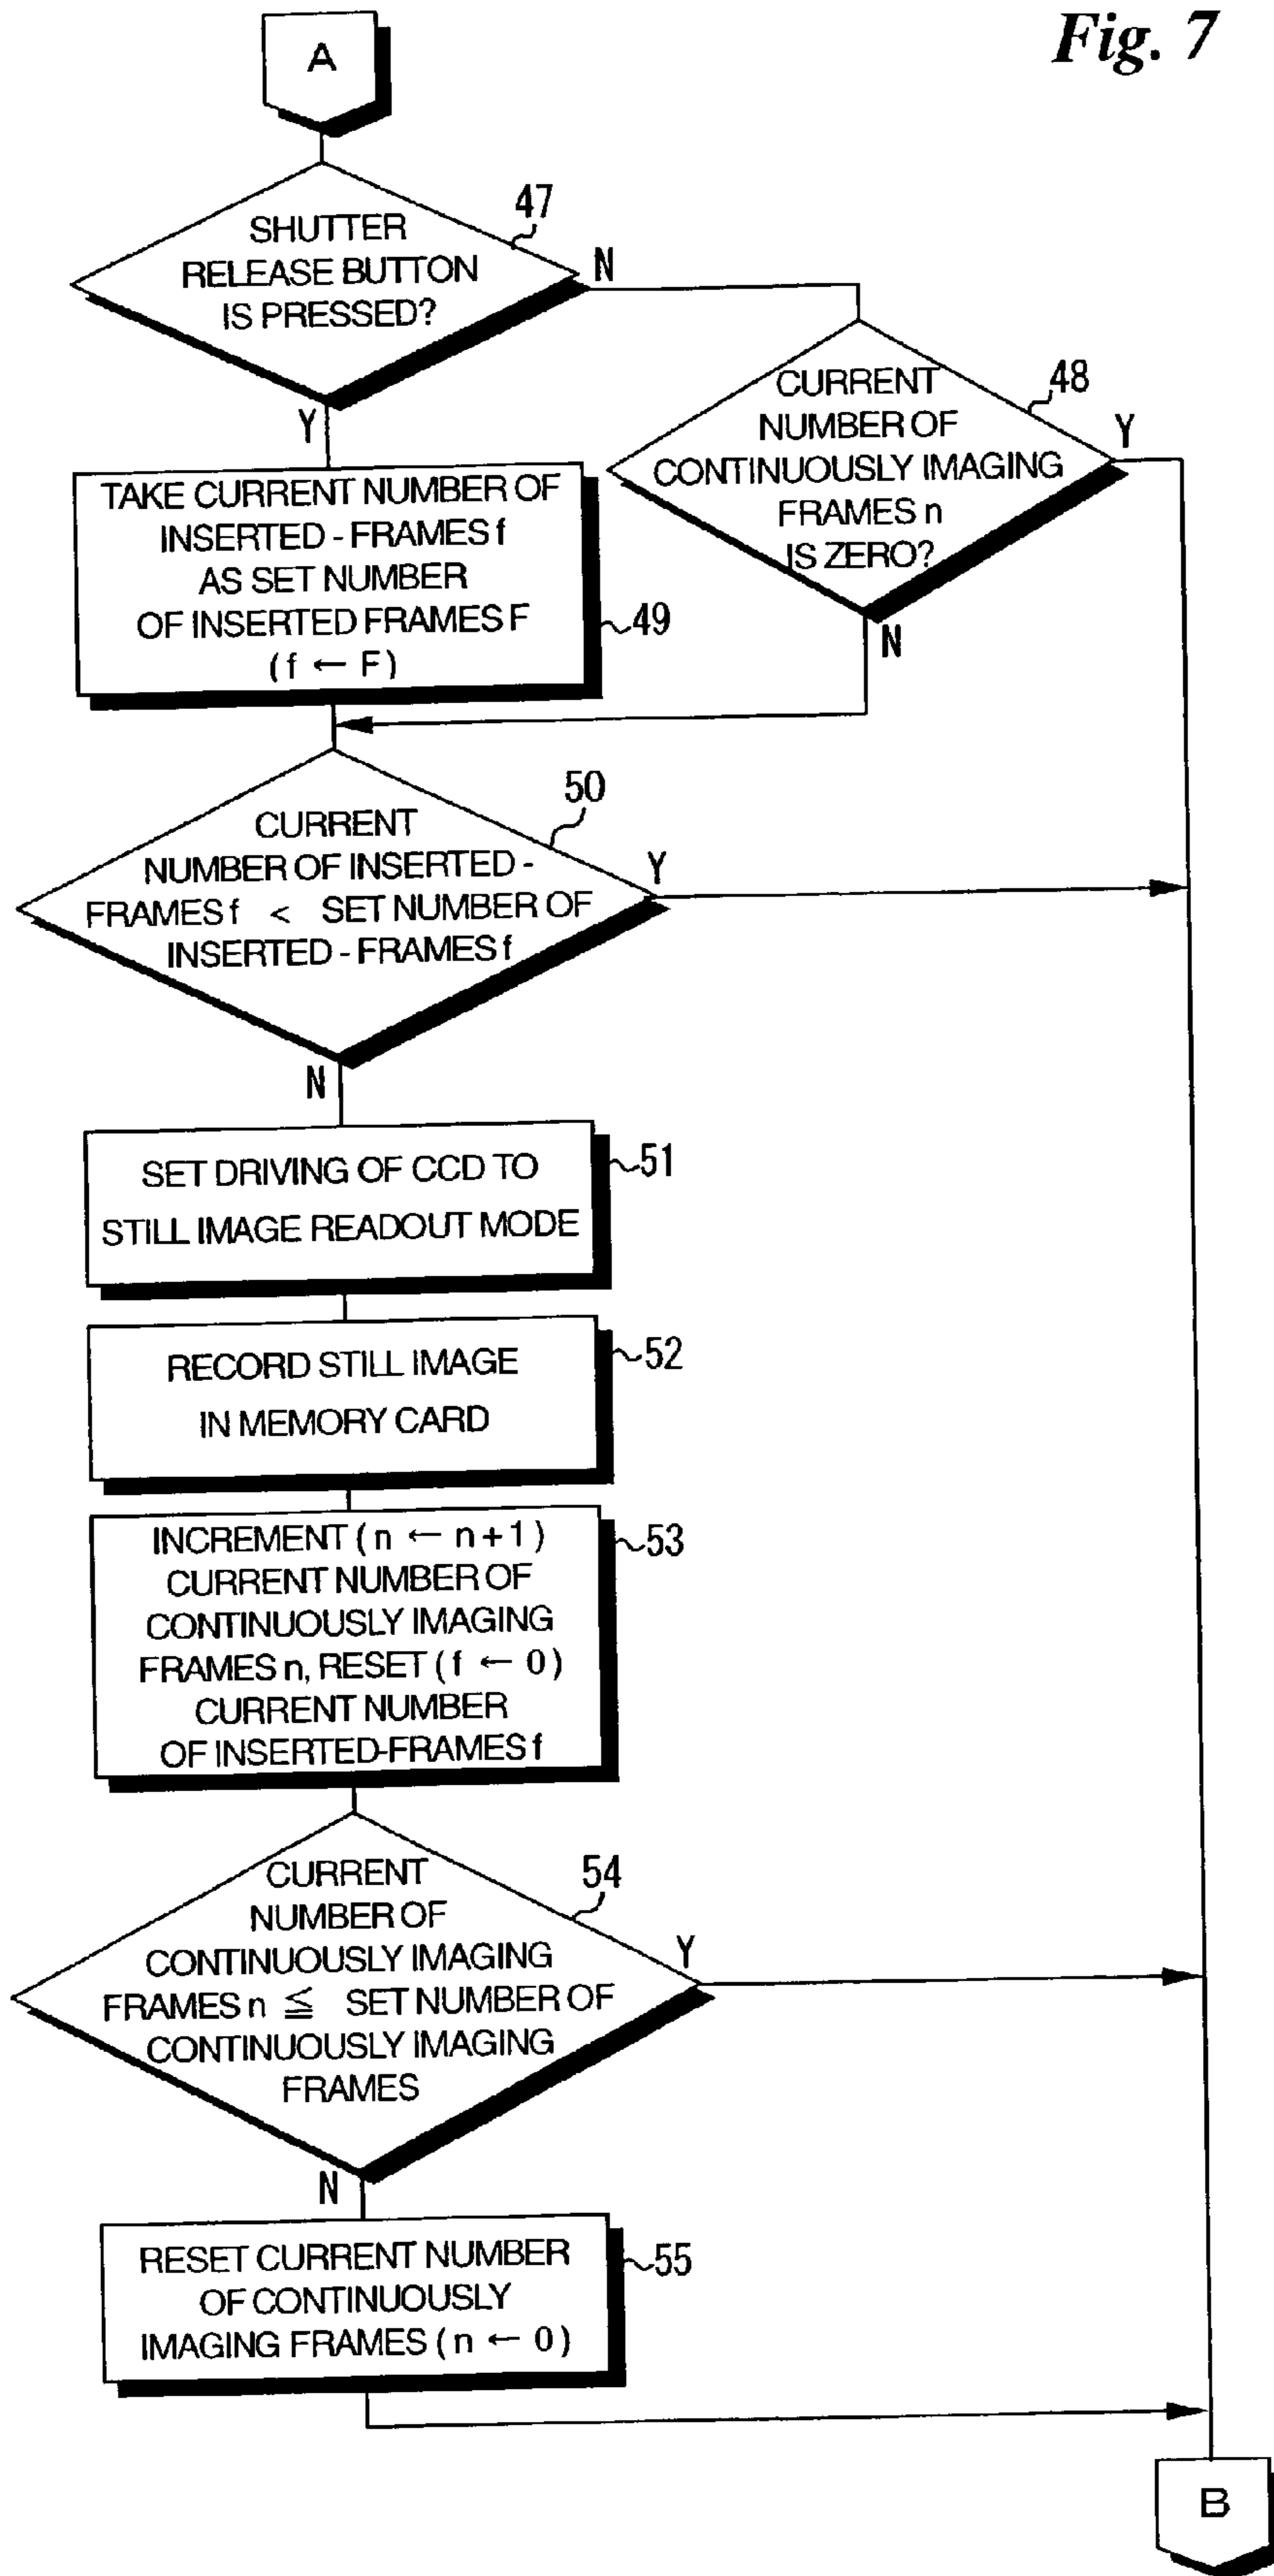 Fig. 7
A
47
SHUTTER
RELEASE BUTTON
IS PRESSED?
N
Y
48
CURRENT
NUMBER OF
CONTINUOUSLY IMAGING
FRAMES n
IS ZERO?
Y
N
TAKE CURRENT NUMBER OF
INSERTED - FRAMES f
AS SET NUMBER
OF INSERTED FRAMES F
(f ← F)
49
50
CURRENT
NUMBER OF INSERTED -
FRAMES f < SET NUMBER OF
INSERTED - FRAMES f
Y
N
SET DRIVING OF CCD TO
STILL IMAGE READOUT MODE
51
RECORD STILL IMAGE
IN MEMORY CARD
52
INCREMENT (n ← n+1)
CURRENT NUMBER OF
CONTINUOUSLY IMAGING
FRAMES n, RESET (f ← 0)
CURRENT NUMBER
OF INSERTED-FRAMES f
53
54
CURRENT
NUMBER OF
CONTINUOUSLY IMAGING
FRAMES n ≦ SET NUMBER OF
CONTINUOUSLY IMAGING
FRAMES
Y
N
RESET CURRENT NUMBER
OF CONTINUOUSLY
IMAGING FRAMES (n ← 0)
55
B